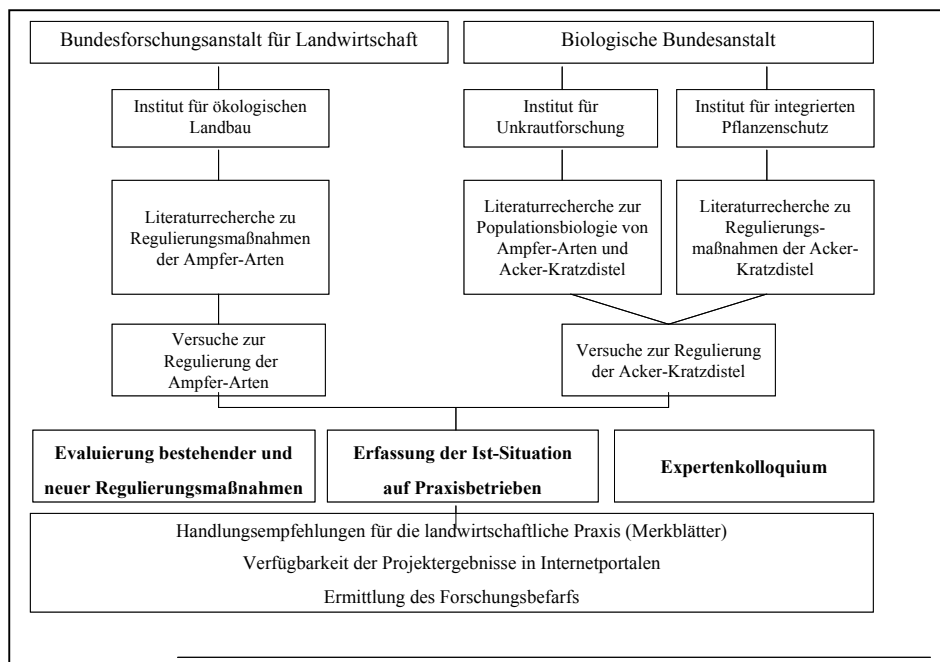 Bundesforschungsanstalt für Landwirtschaft
Biologische Bundesanstalt
Institut für ökologischen
Landbau
Institut für
Unkrautforschung
Institut für integrierten
Pflanzenschutz
Literaturrecherche zu
Regulierungsmaßnahmen
der Ampfer-Arten
Literaturrecherche zur
Populationsbiologie von
Ampfer-Arten und
Acker-Kratzdistel
Literaturrecherche zu
Regulierungs-
maßnahmen der Acker-
Kratzdistel
Versuche zur
Regulierung der
Ampfer-Arten
Versuche zur Regulierung
der Acker-Kratzdistel
Evaluierung bestehender und
neuer Regulierungsmaßnahmen
Erfassung der Ist-Situation
auf Praxisbetrieben
Expertenkolloquium
Handlungsempfehlungen für die landwirtschaftliche Praxis (Merkblätter)
Verfügbarkeit der Projektergebnisse in Internetportalen
Ermittlung des Forschungsbefarfs